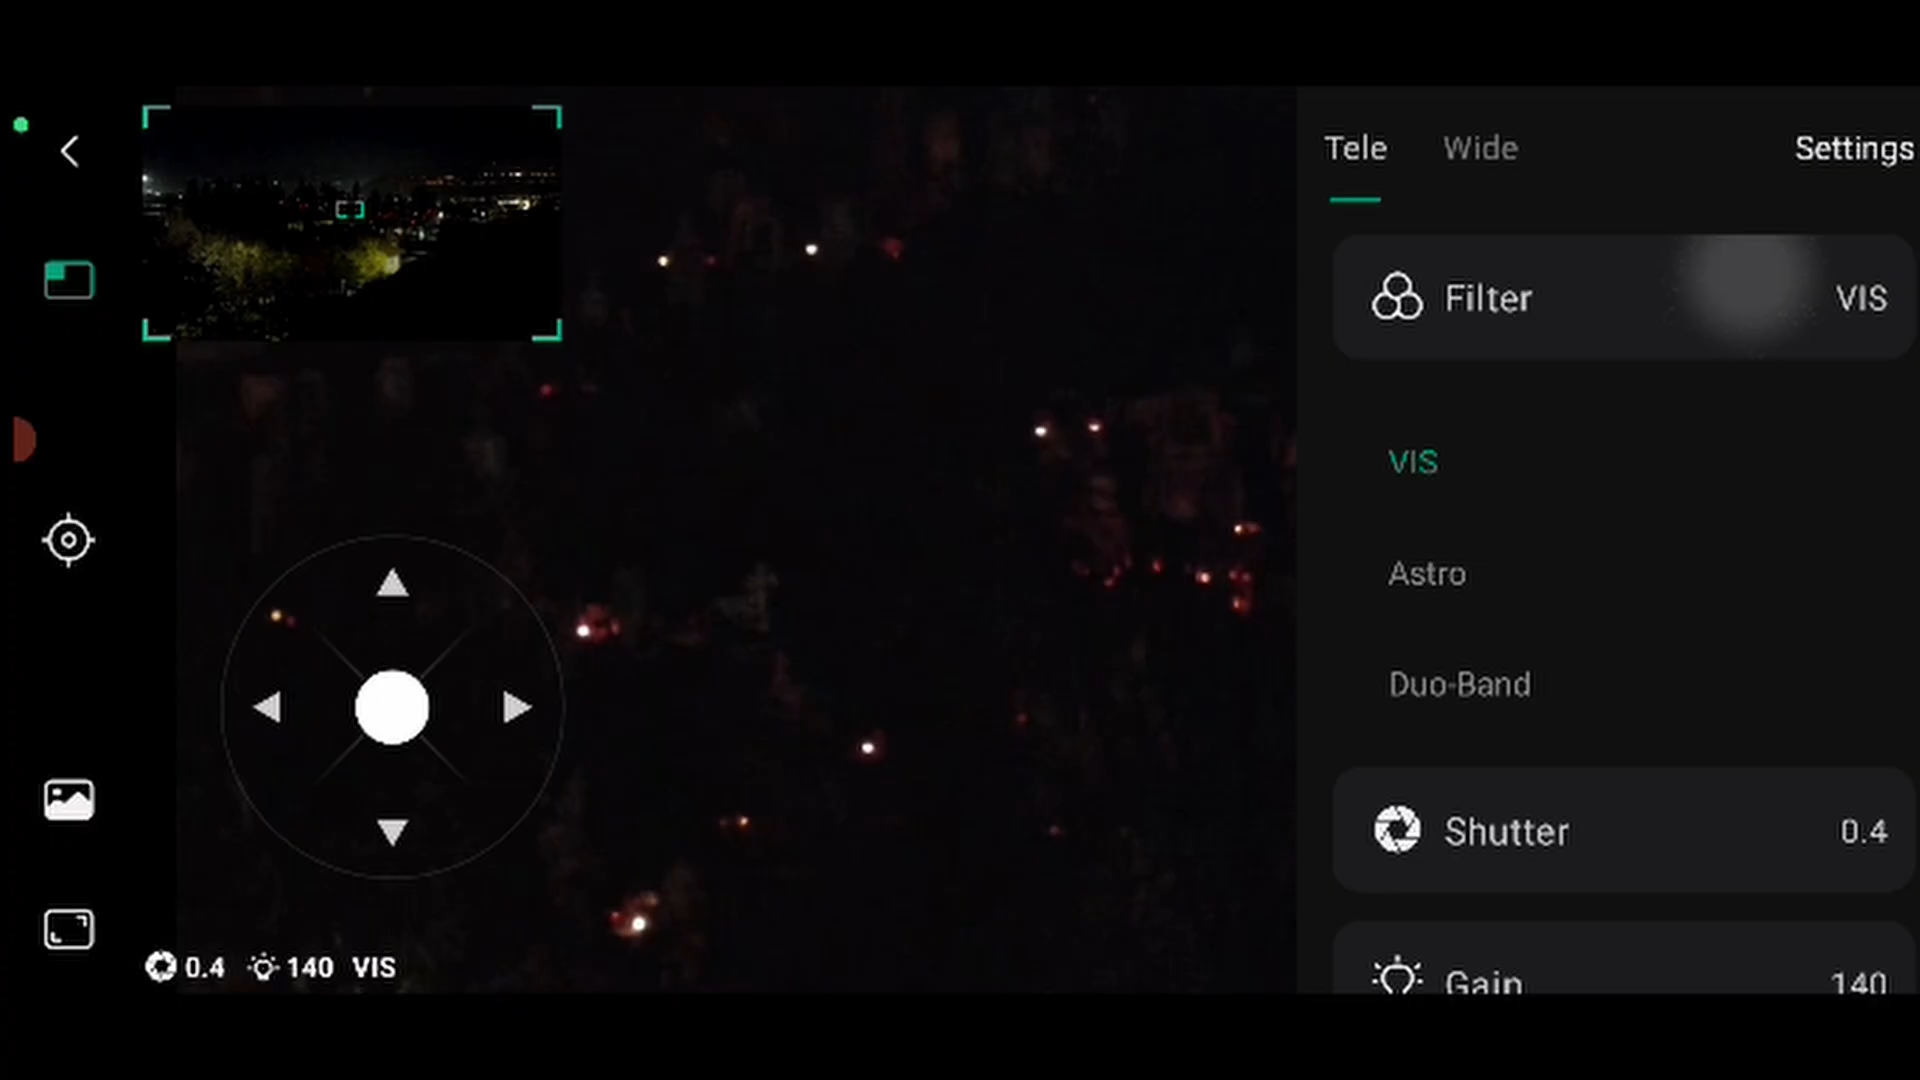 Tele Wide Settings
Filter VIS
VIS
Astro
Duo-Band
Shutter 0.4
Gain 140
0.4 140 VIS